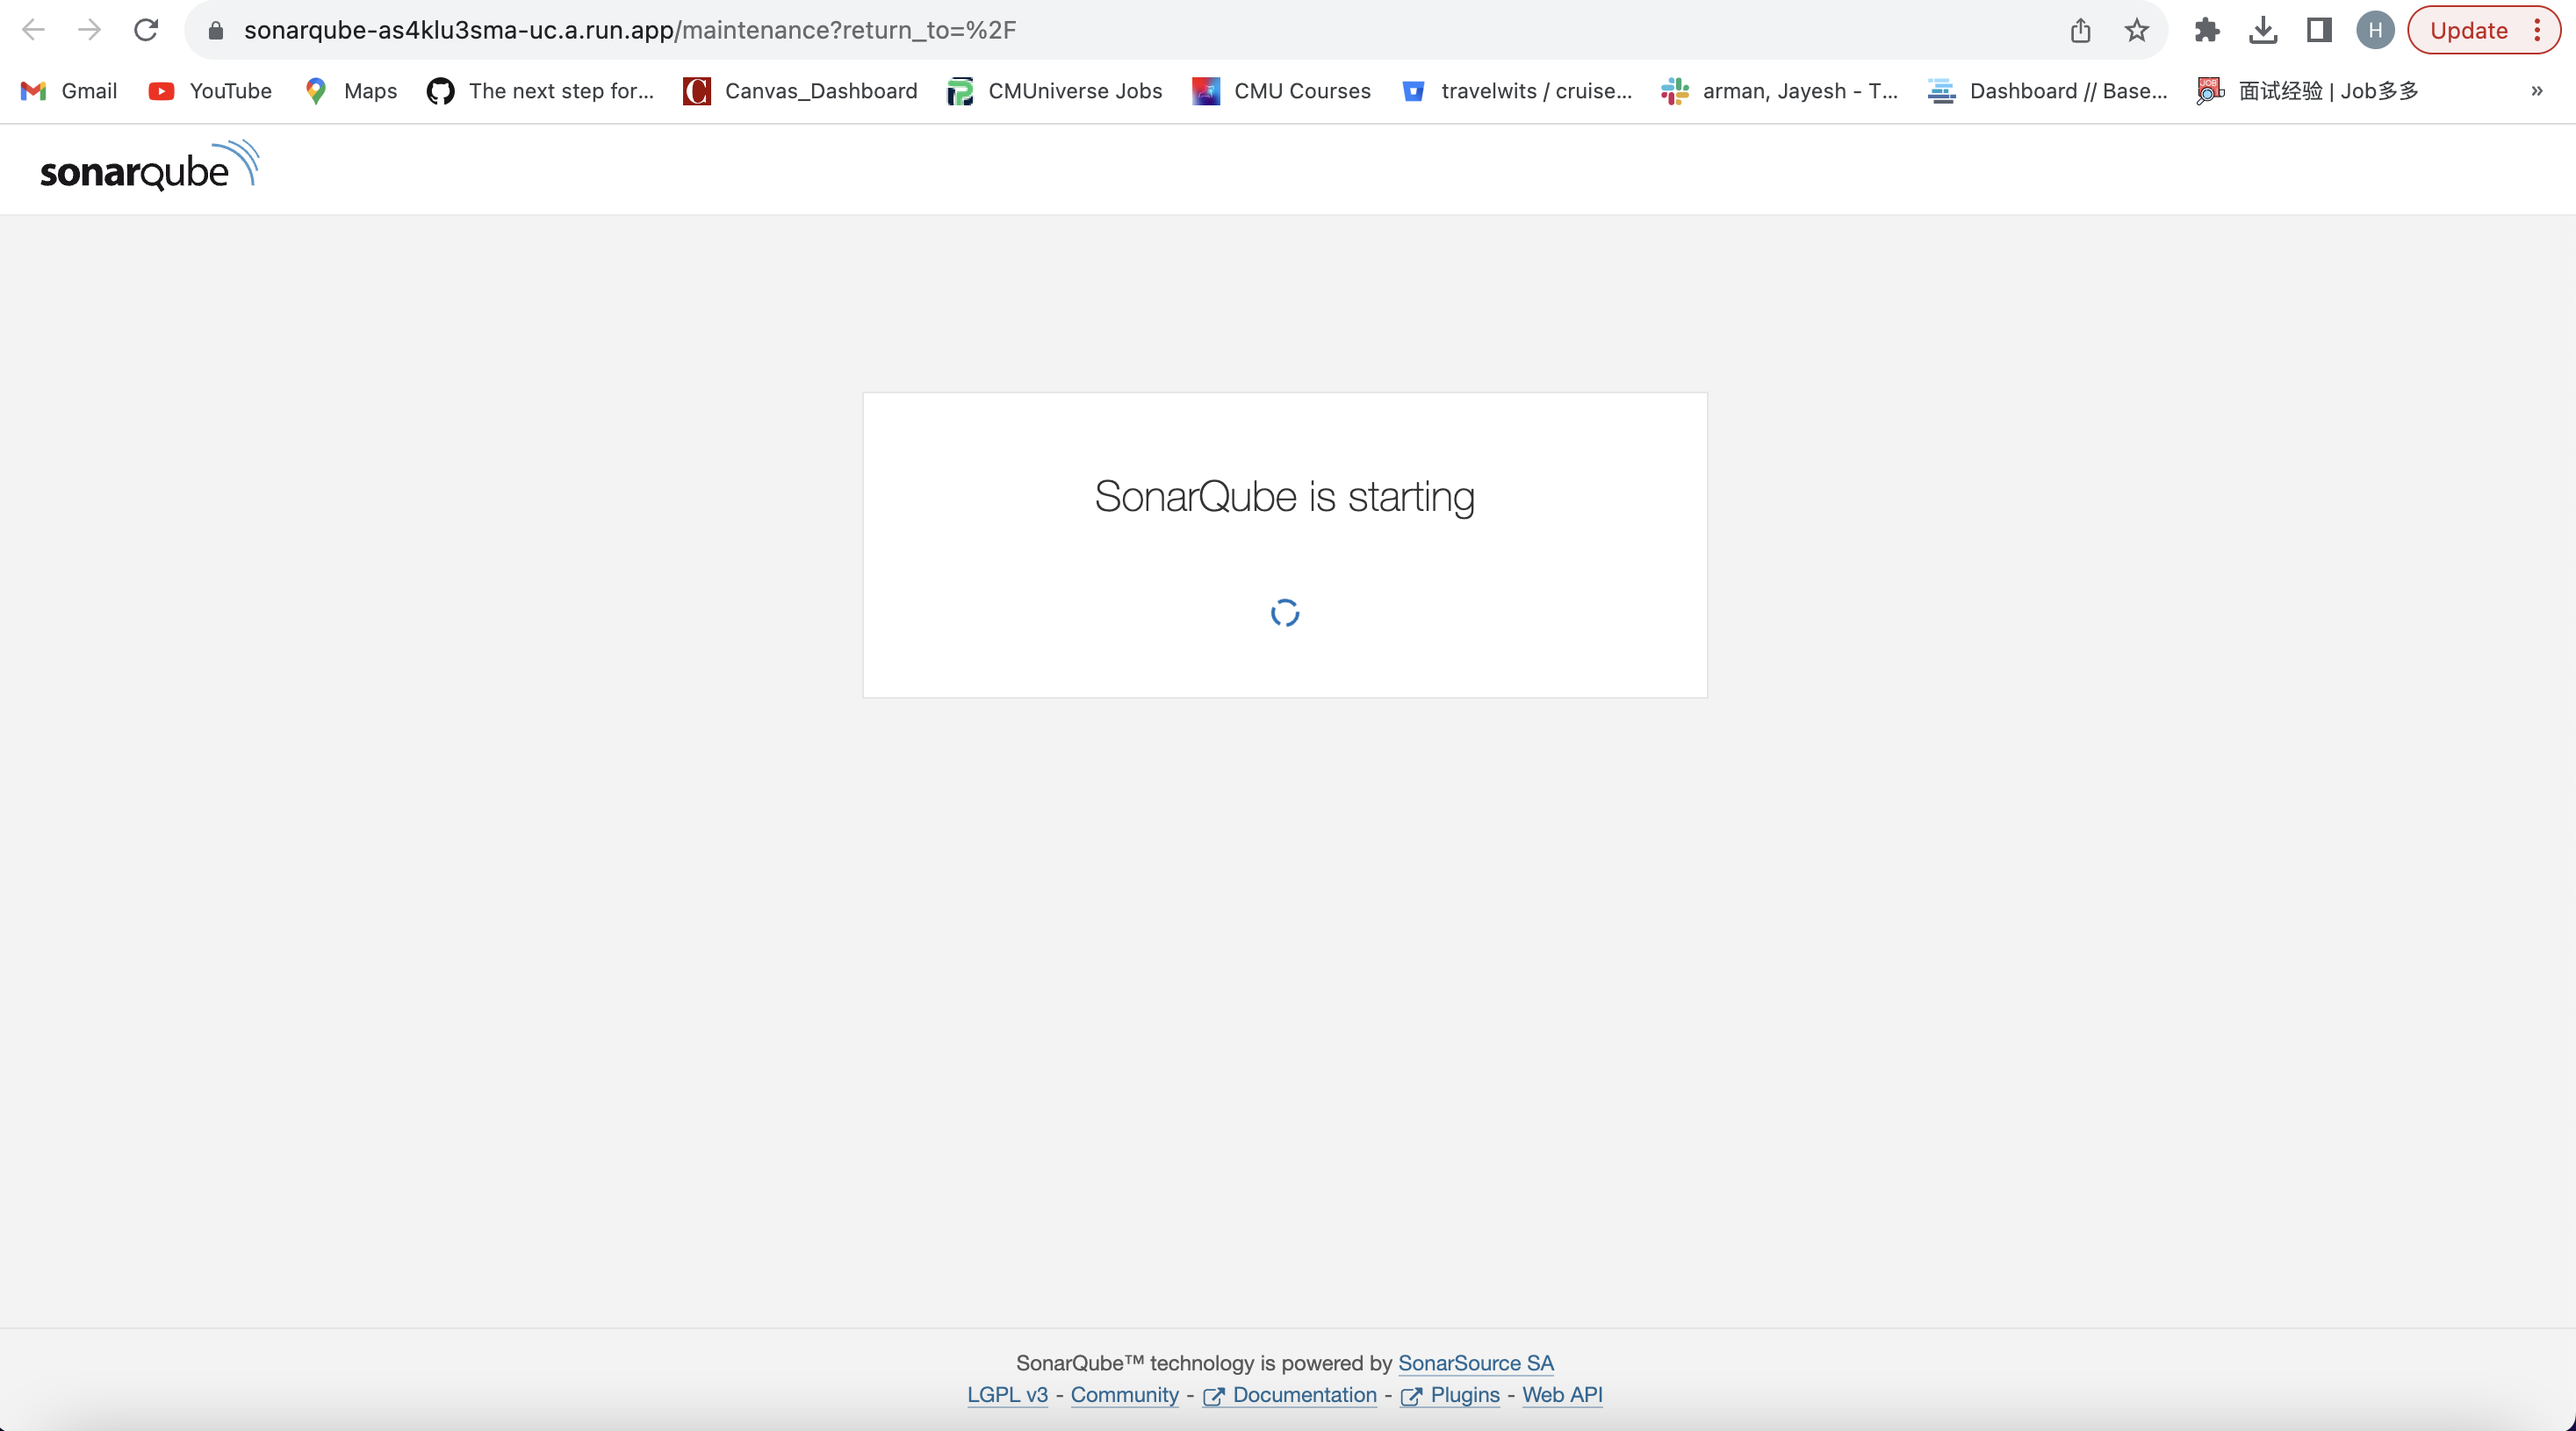 sonarqube-as4klu3sma-uc.a.run.app/maintenance?return_to=%2F
H
Update
Gmail
YouTube
Maps
The next step for...
Canvas_Dashboard
CMUniverse Jobs
CMU Courses
travelwits / cruise...
arman, Jayesh - T...
Dashboard // Base...
面试经验 | Job多多
»
sonarqube
SonarQube is starting
SonarQube™ technology is powered by SonarSource SA
LGPL v3 - Community - Documentation - Plugins - Web API